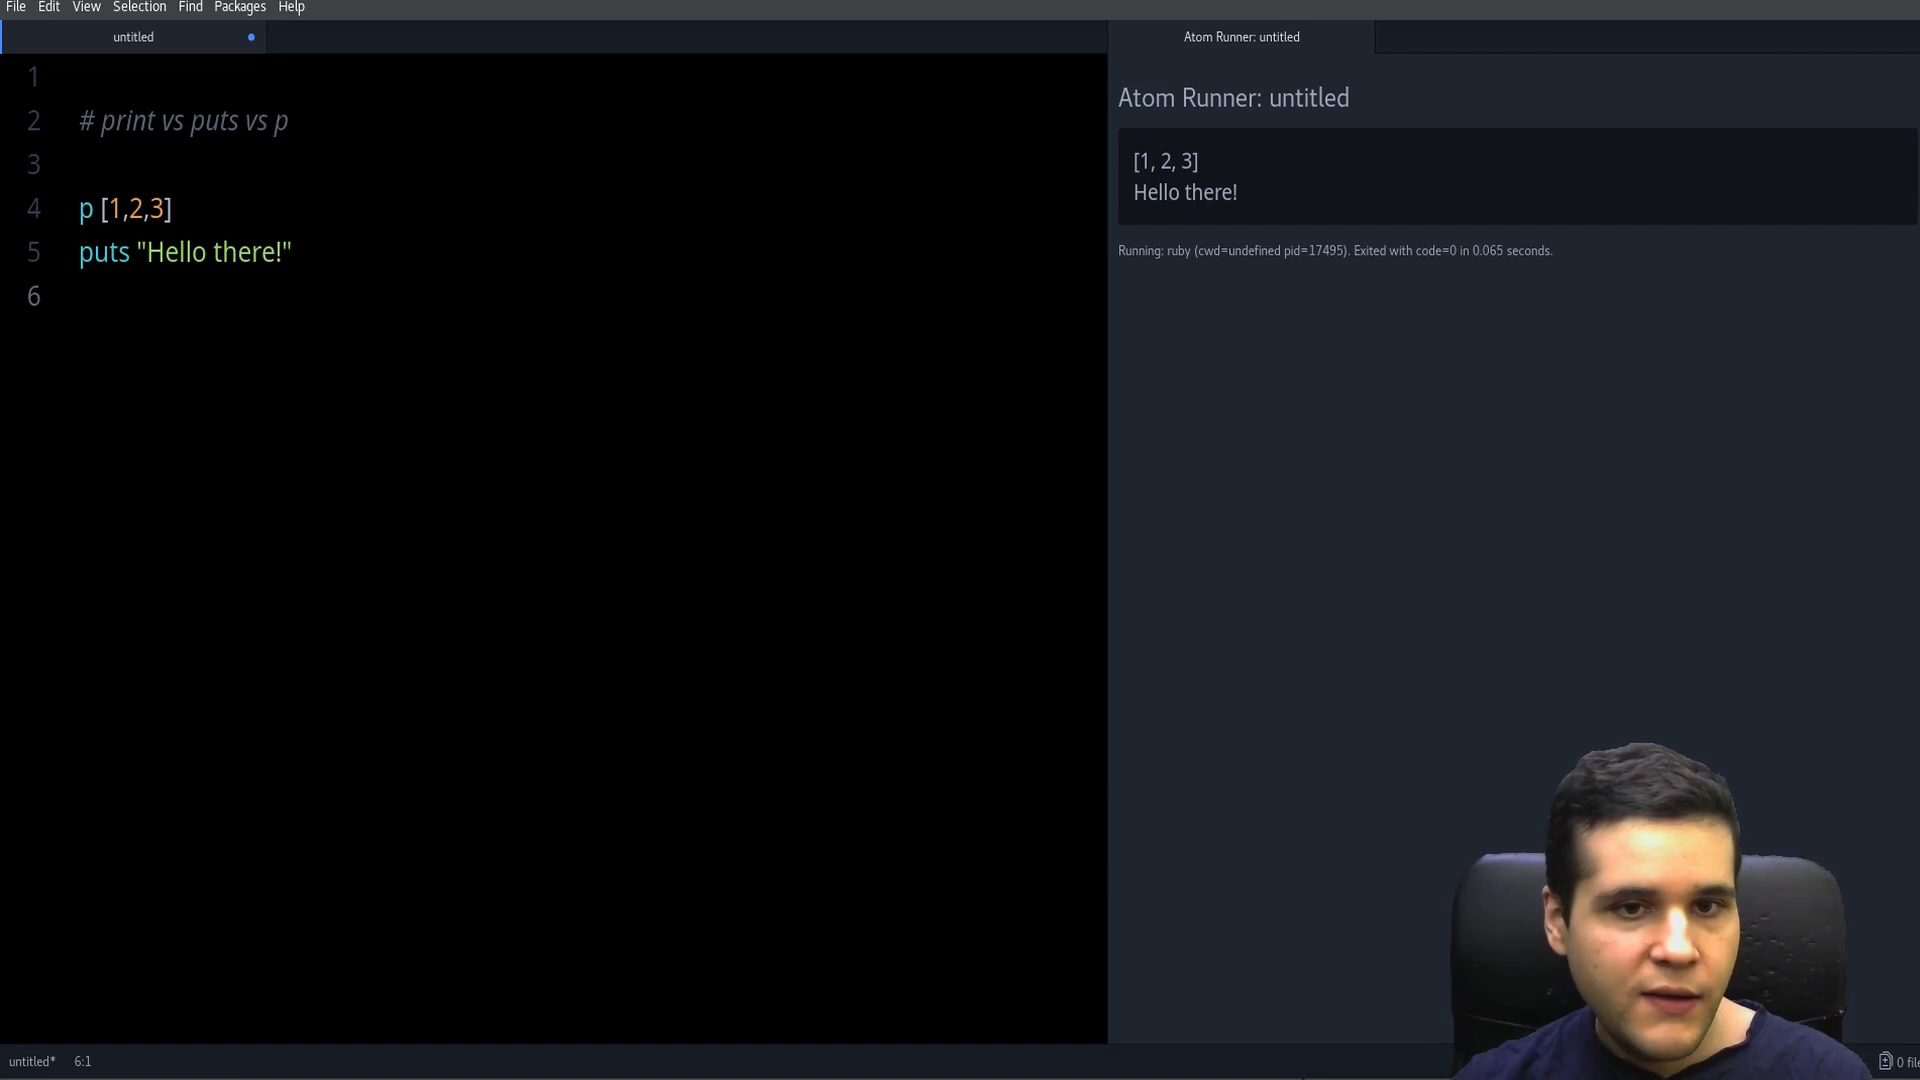 File Edit View Selection Find Packages Help
untitled
Atom Runner: untitled
1
2 # print vs puts vs p
3
4 p [1,2,3]
5 puts "Hello there!"
6
Atom Runner: untitled
[1, 2, 3]
Hello there!
Running: ruby (cwd=undefined pid=17495). Exited with code=0 in 0.065 seconds.
untitled* 6:1
0 file